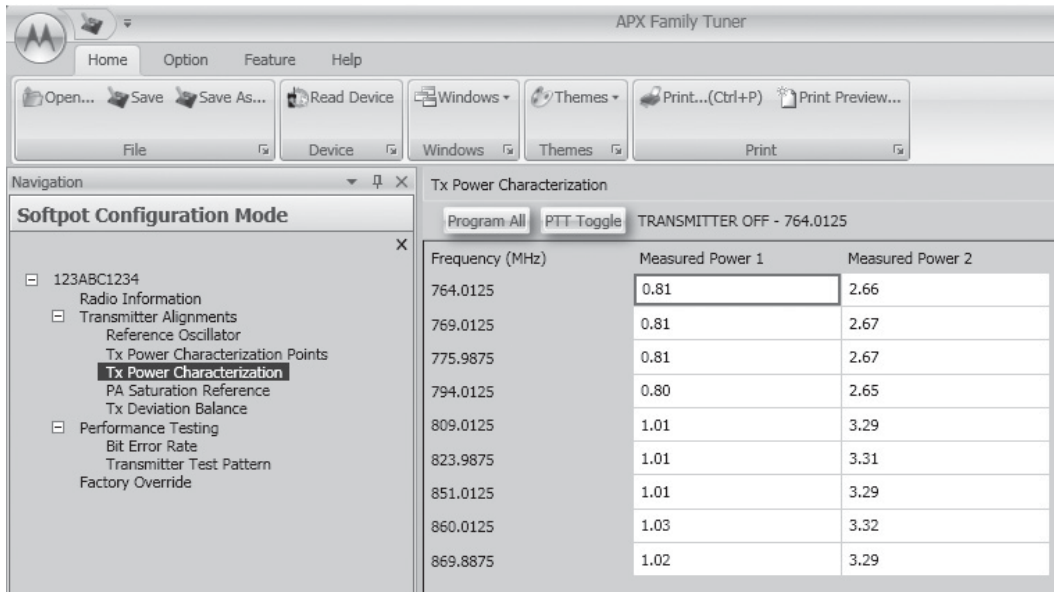 APX Family Tuner
Home Option Feature Help
Open... Save Save As... Read Device Windows Themes Print...(Ctrl+P) Print Preview...
File Device Windows Themes Print
Navigation
Softpot Configuration Mode
123ABC1234
Radio Information
Transmitter Alignments
Reference Oscillator
Tx Power Characterization Points
Tx Power Characterization
PA Saturation Reference
Tx Deviation Balance
Performance Testing
Bit Error Rate
Transmitter Test Pattern
Factory Override
Tx Power Characterization
Program All PTT Toggle TRANSMITTER OFF - 764.0125
Frequency (MHz) Measured Power 1 Measured Power 2
764.0125 0.81 2.66
769.0125 0.81 2.67
775.9875 0.81 2.67
794.0125 0.80 2.65
809.0125 1.01 3.29
823.9875 1.01 3.31
851.0125 1.01 3.29
860.0125 1.03 3.32
869.8875 1.02 3.29